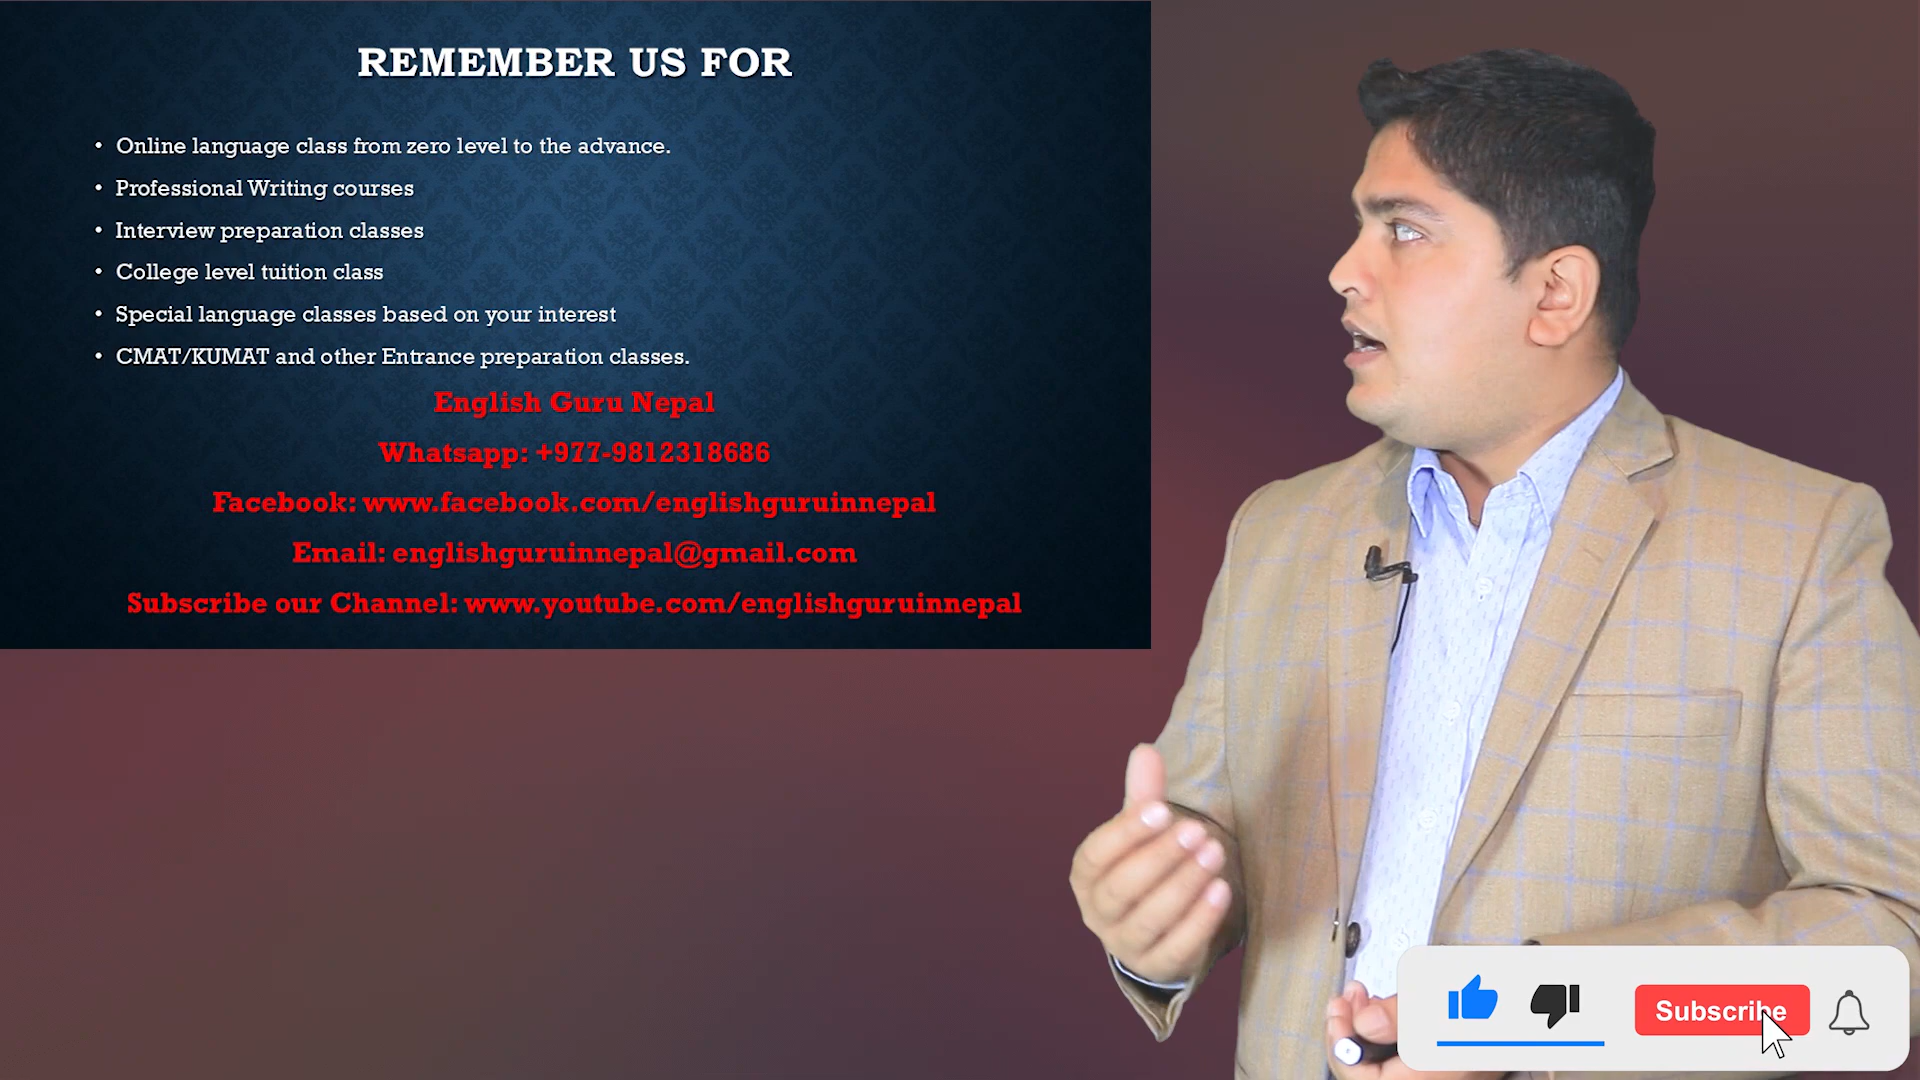 REMEMBER US FOR
• Online language class from zero level to the advance.
• Professional Writing courses
• Interview preparation classes
• College level tuition class
• Special language classes based on your interest
• CMAT/KUMAT and other Entrance preparation classes.
English Guru Nepal
Whatsapp: +977-9812318686
Facebook: www.facebook.com/englishguruinnepal
Email: englishguruinnepal@gmail.com
Subscribe our Channel: www.youtube.com/englishguruinnepal
Subscribe